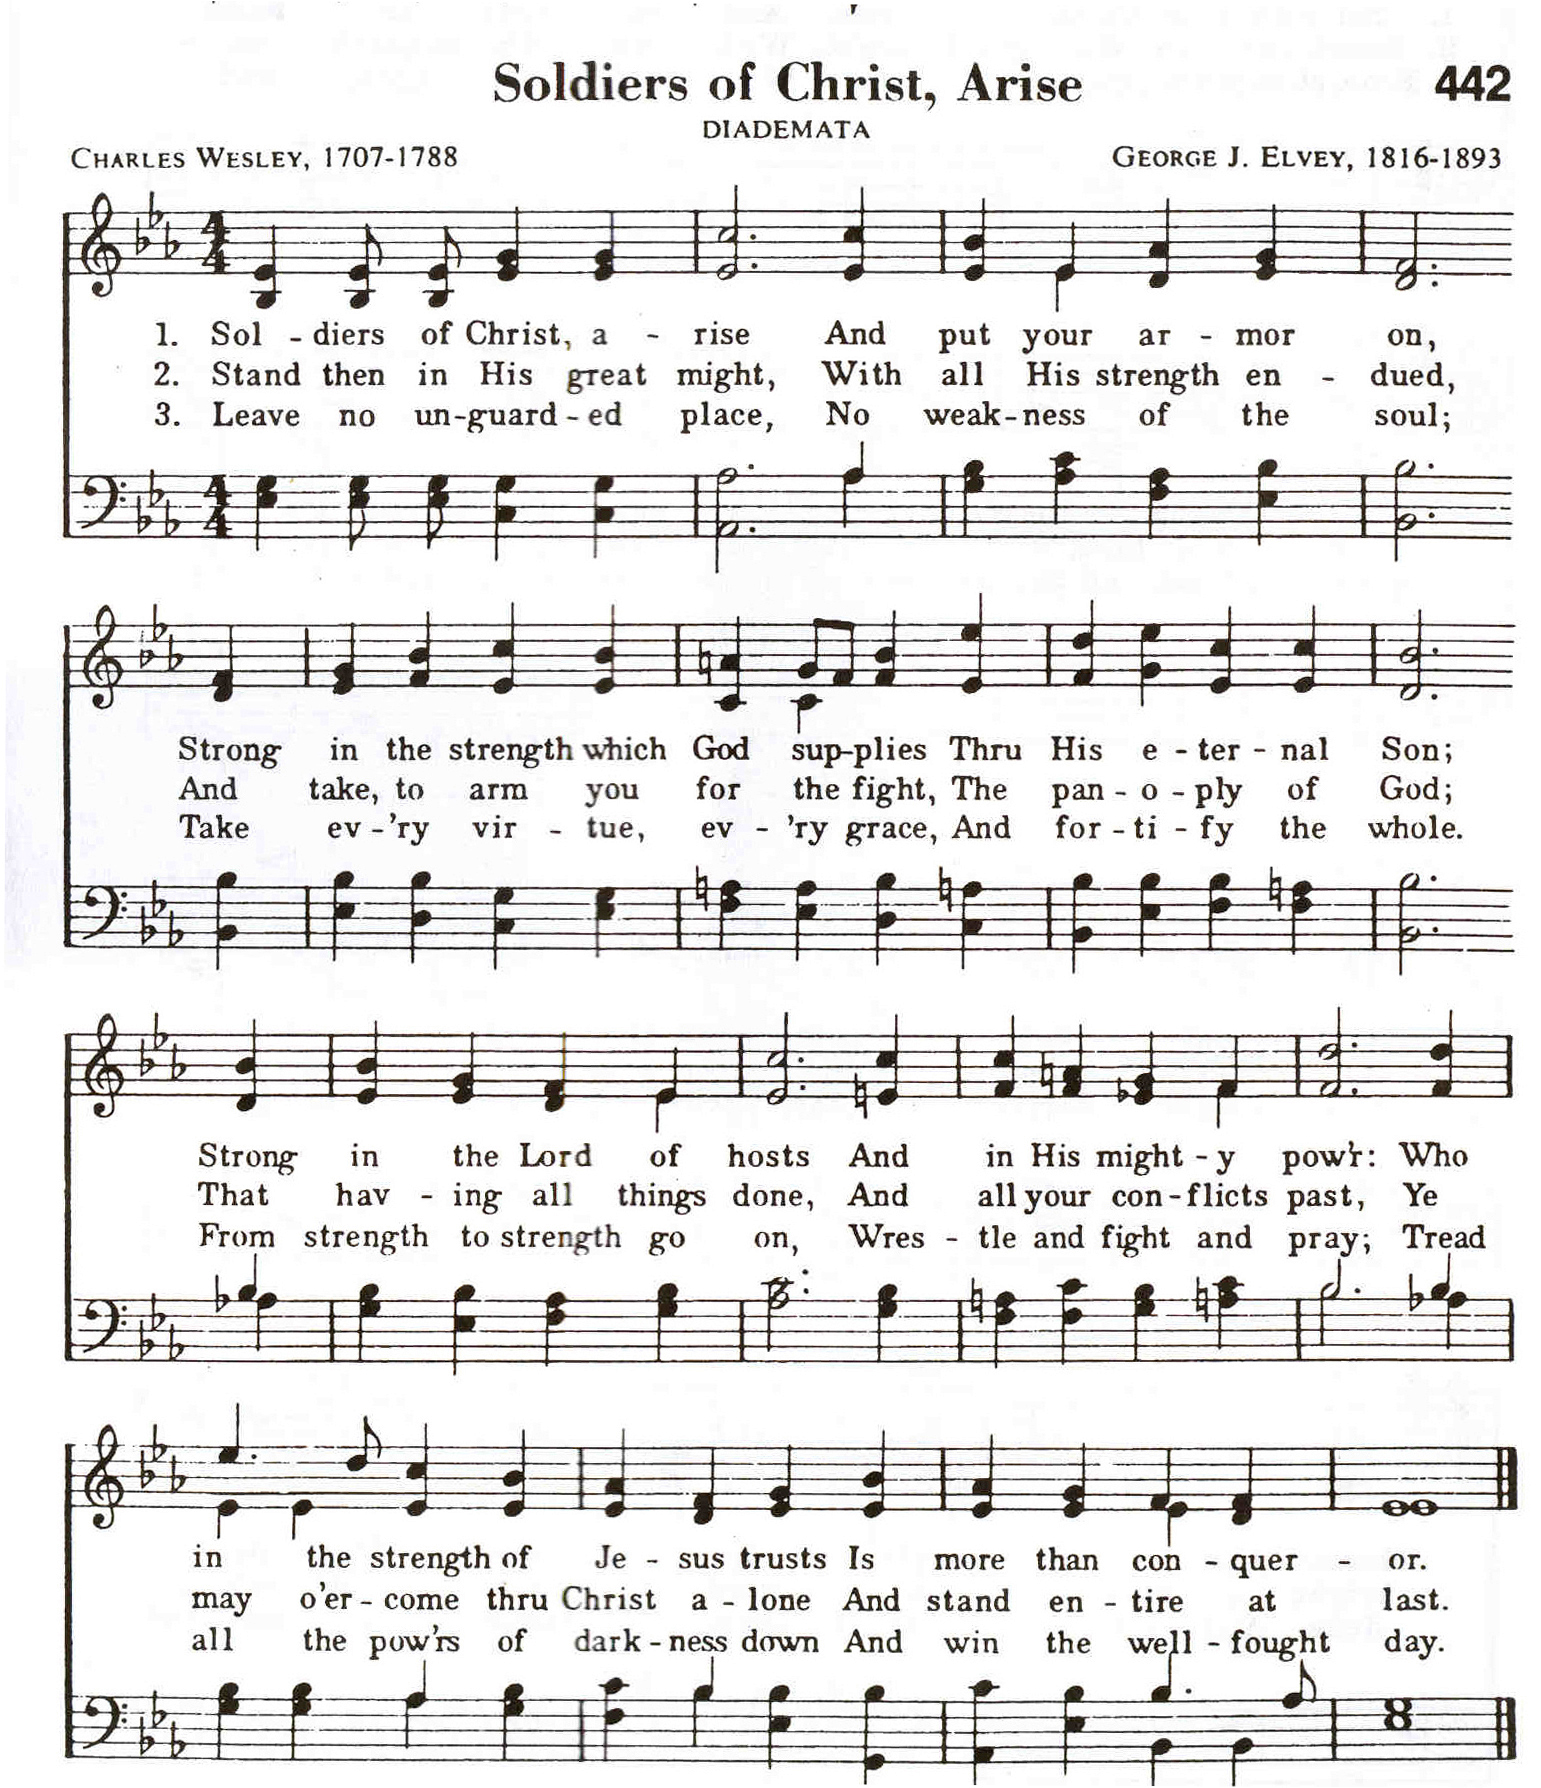 Soldiers of Christ, Arise 442
DIADEMATA
CHARLES WESLEY, 1707-1788 GEORGE J. ELVEY, 1816-1893
1. Sol - diers of Christ, a - rise And put your ar - mor on,
2. Stand then in His great might, With all His strength en - dued,
3. Leave no un-guard-ed place, No weak-ness of the soul;
Strong in the strength which God sup-plies Thru His e - ter - nal Son;
And take, to arm you for the fight, The pan - o - ply of God;
Take ev -'ry vir - tue, ev - 'ry grace, And for - ti - fy the whole.
Strong in the Lord of hosts And in His might - y pow'r: Who
That hav - ing all things done, And all your con - flicts past, Ye
From strength to strength go on, Wres - tle and fight and pray; Tread
in the strength of Je - sus trusts Is more than con - quer - or.
may o'er - come thru Christ a - lone And stand en - tire at last.
all the pow'rs of dark - ness down And win the well - fought day.